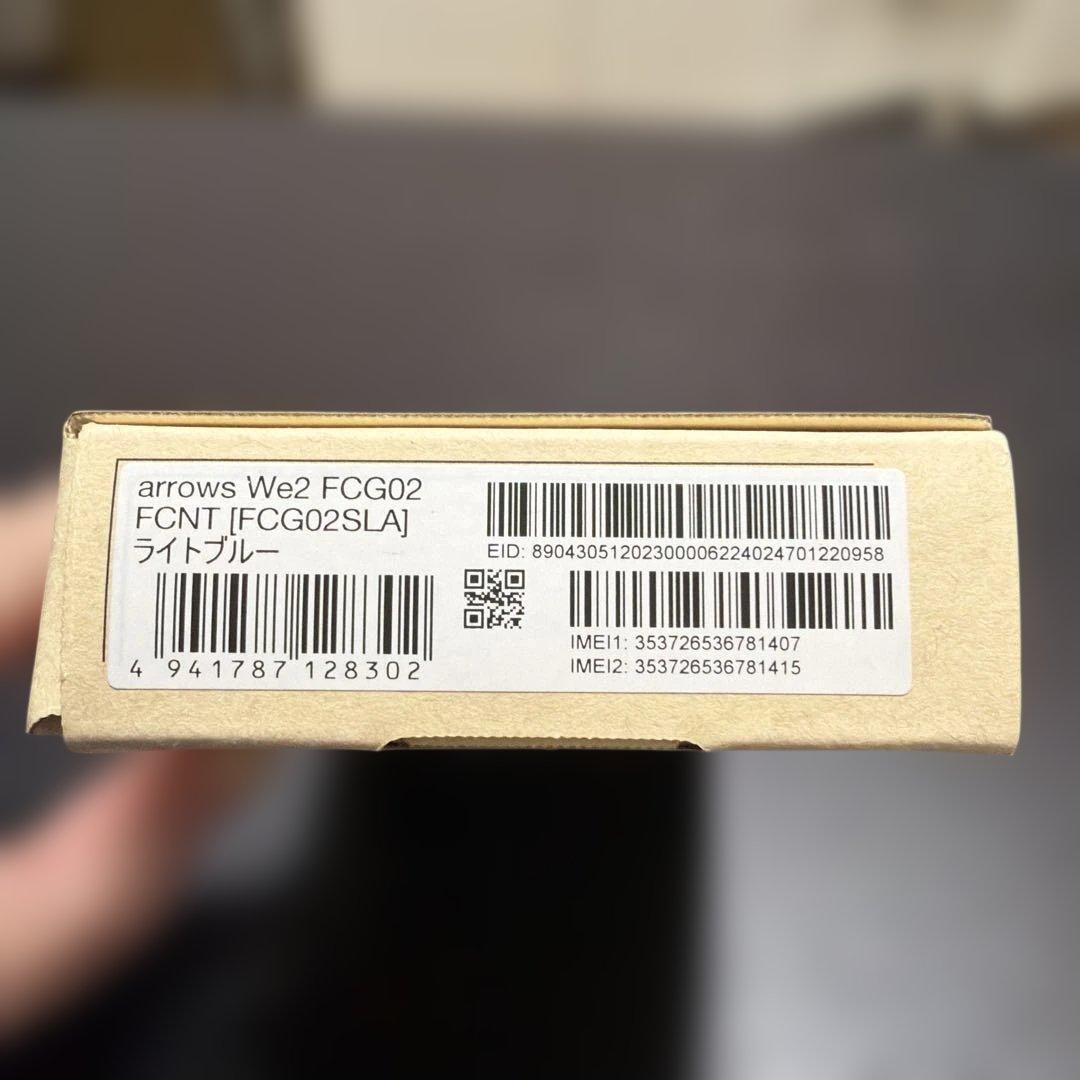 arrows We2 FCG02
FCNT [FCG02SLA]
ライトブルー
4 941787 128302
EID: 89043051202300006224024701220958
IMEI1: 353726536781407
IMEI2: 353726536781415